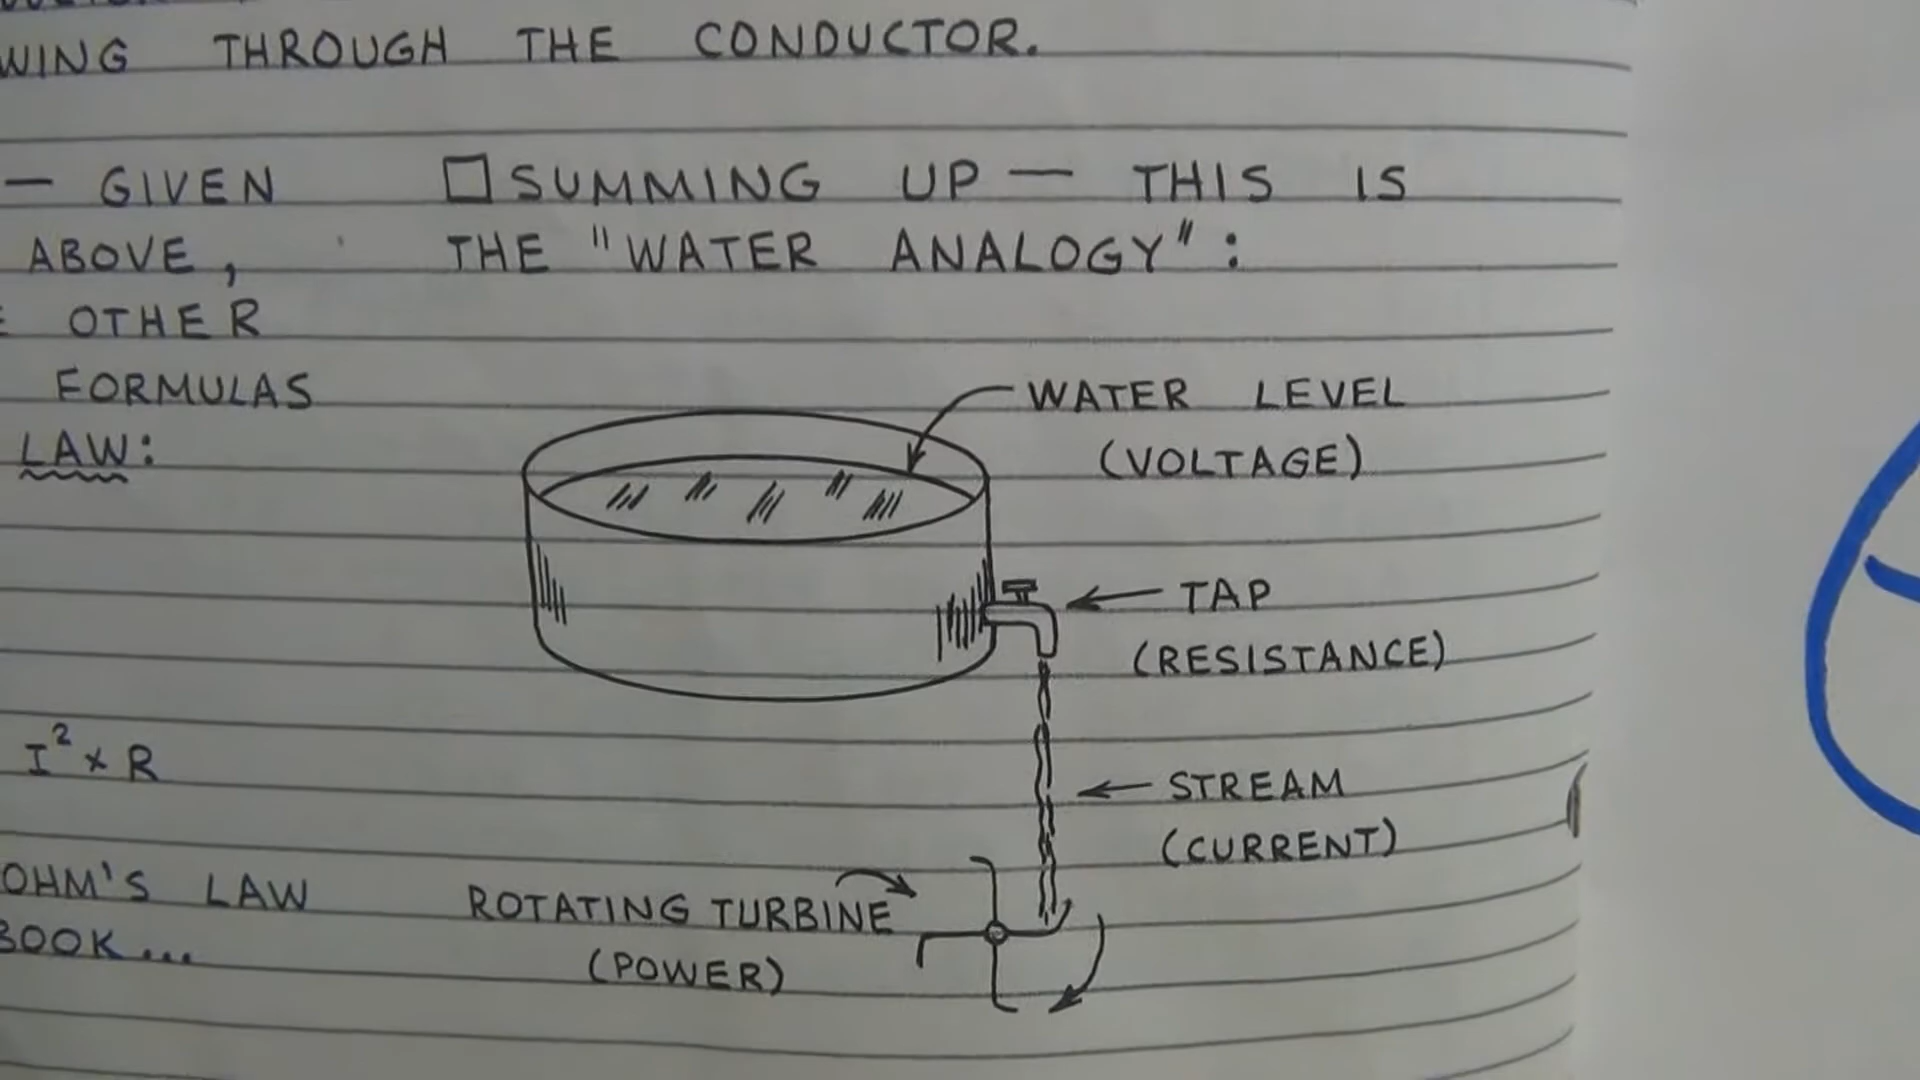 WING THROUGH THE CONDUCTOR.
— GIVEN
ABOVE,
OTHER
FORMULAS
LAW:
I² × R
OHM'S LAW
BOOK...
□ SUMMING UP — THIS IS
THE "WATER ANALOGY":
WATER LEVEL
(VOLTAGE)
TAP
(RESISTANCE)
STREAM
(CURRENT)
ROTATING TURBINE
(POWER)